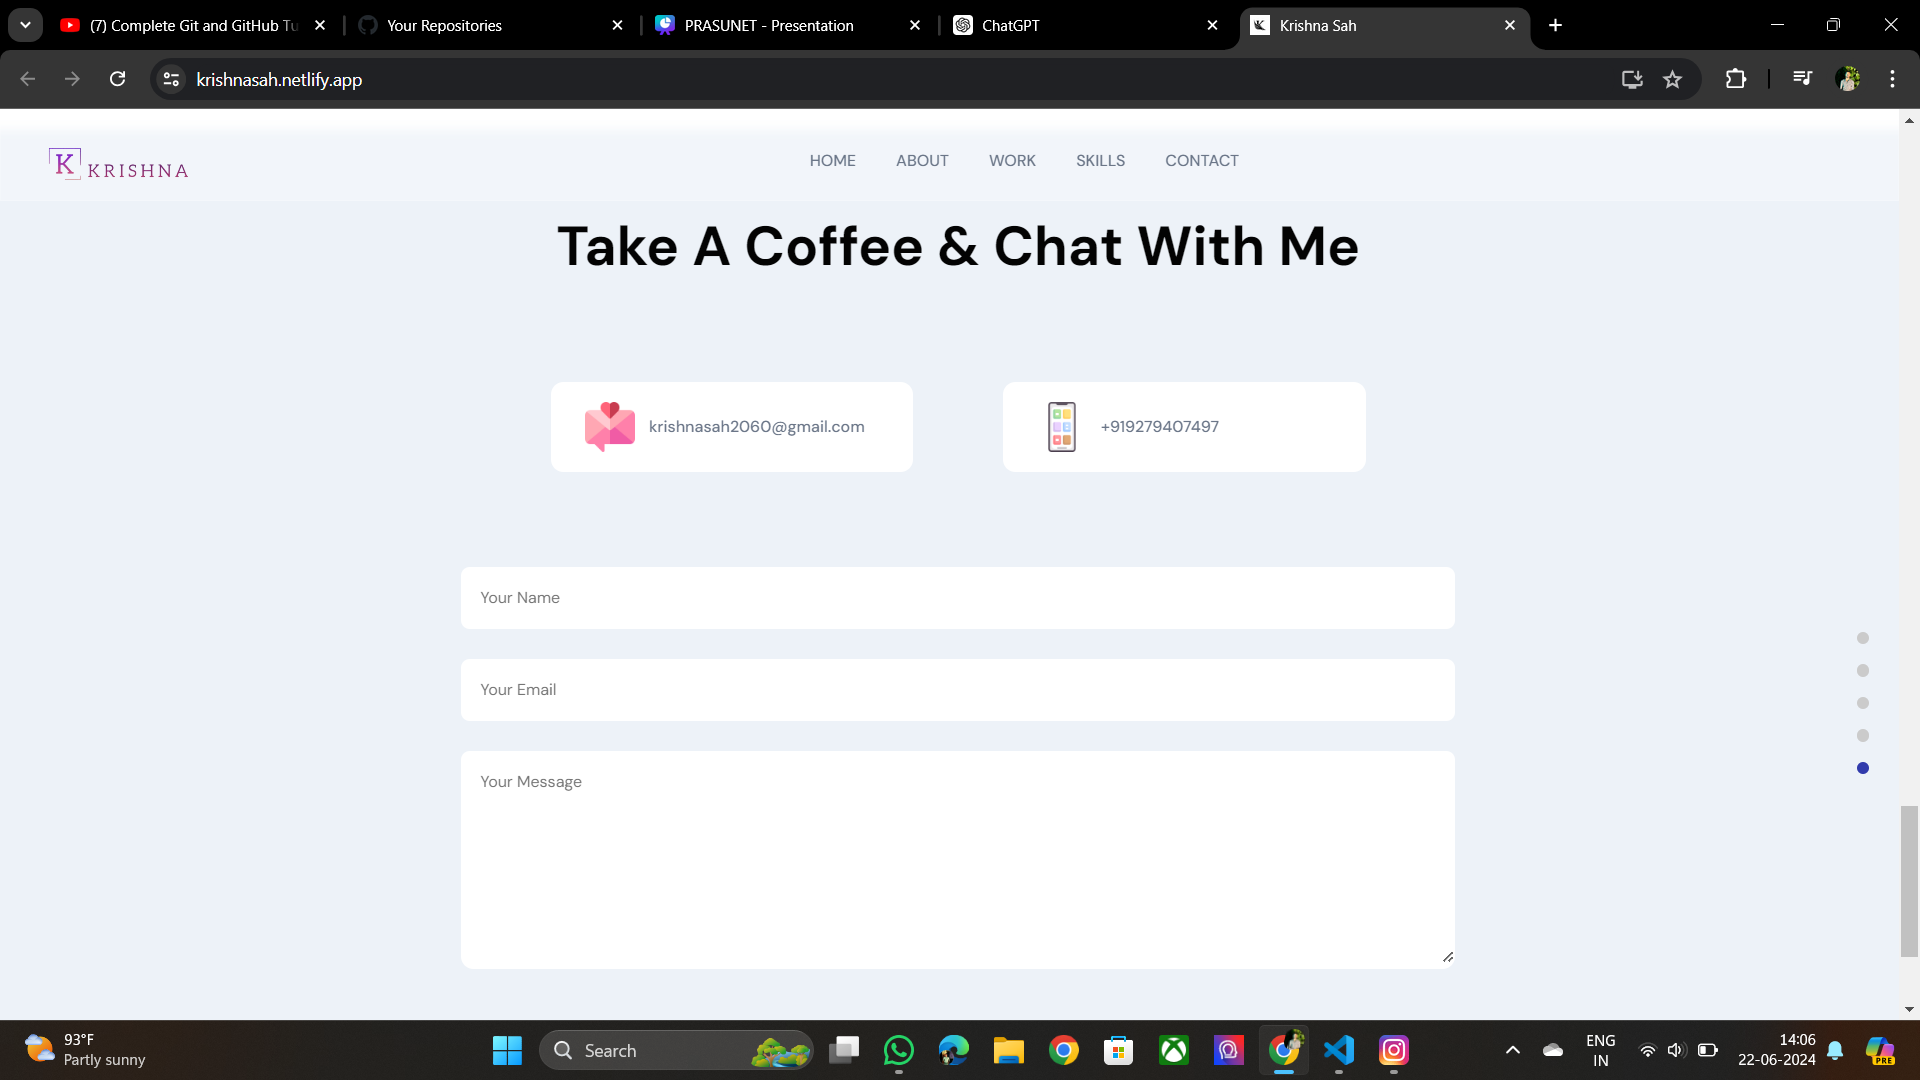 (7) Complete Git and GitHub Tu
Your Repositories
PRASUNET - Presentation
ChatGPT
Krishna Sah
krishnasah.netlify.app
K KRISHNA
HOME ABOUT WORK SKILLS CONTACT
Take A Coffee & Chat With Me
krishnasah2060@gmail.com
+919279407497
Your Name
Your Email
Your Message
93°F
Partly sunny
Search
ENG
IN
14:06
22-06-2024
PRE